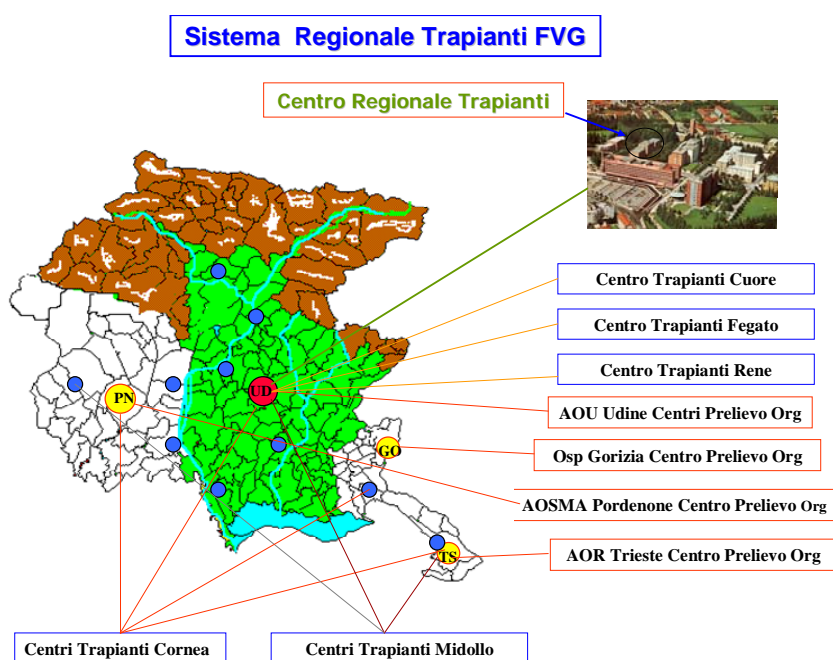 Sistema Regionale Trapianti FVG
Centro Regionale Trapianti
Centro Trapianti Cuore
Centro Trapianti Fegato
Centro Trapianti Rene
PN
UD
AOU Udine Centri Prelievo Org
GO
Osp Gorizia Centro Prelievo Org
AOSMA Pordenone Centro Prelievo Org
TS
AOR Trieste Centro Prelievo Org
Centri Trapianti Cornea
Centri Trapianti Midollo